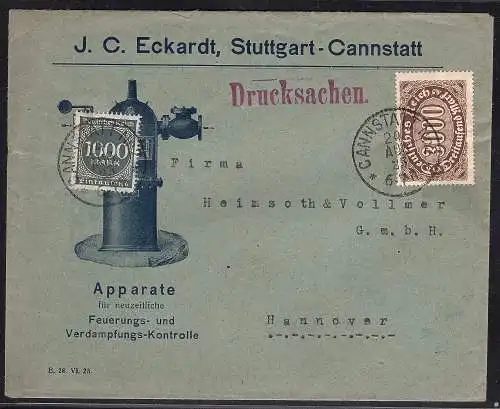 J. C. Eckardt, Stuttgart-Cannstatt
Drucksachen.
Deutsches Reich
1000
MARK
Eintausend
CANNSTATT
Firma
Heimsoth & Vollmer
G.m.b.H.
Hannover
Apparate
für neuzeitliche
Feuerungs- und
Verdampfungs-Kontrolle